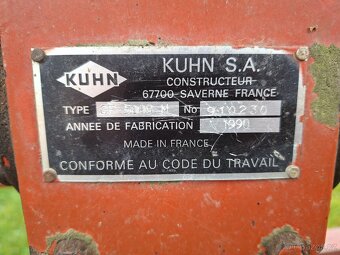 KUHN S.A.
KUHN
CONSTRUCTEUR
67700 SAVERNE FRANCE
TYPE No
ANNEE DE FABRICATION 1990
MADE IN FRANCE
CONFORME AU CODE DU TRAVAIL